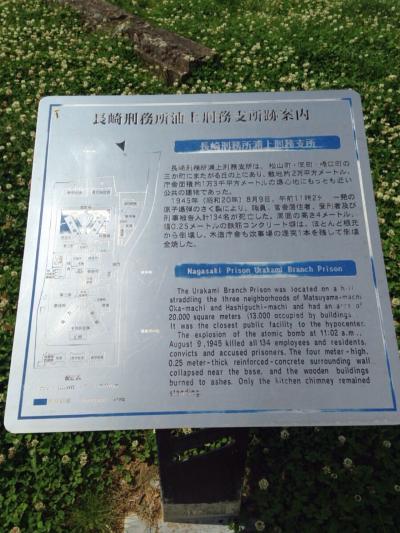 長崎刑務所浦上刑務支所跡案内
長崎刑務所浦上刑務支所
長崎刑務所浦上刑務支所は、松山町・岡町・橋口町の
三か町にまたがる丘の上にあり、敷地約2万平方メートル、
庁舎面積約1万3千平方メートルの爆心地にもっとも近い
公共の建物であった。
1945年（昭和20年）8月9日、午前11時2分、一発の
原子爆弾のさく裂により、職員、官舎居住者、受刑者及び
刑事被告人計134名が死亡した。周囲の高さ4メートル、
幅0.25メートルの鉄筋コンクリート塀は、ほとんど根元
から倒壊し、木造庁舎も炊事場の煙突1本を残して倒壊
全焼した。
Nagasaki Prison Urakami Branch Prison
The Urakami Branch Prison was located on a hill
straddling the three neighborhoods of Matsuyama-machi
Oka-machi and Hashiguchi-machi and had an area of
20,000 square meters (13,000 occupied by buildings.
It was the closest public facility to the hypocenter.
The explosion of the atomic bomb at 11:02 a.m.,
August 9,1945 killed all 134 employees and residents,
convicts and accused prisoners. The four meter-high,
0.25 meter-thick reinforced-concrete surrounding wall
collapsed near the base, and the wooden buildings
burned to ashes. Only the kitchen chimney remained
standing.